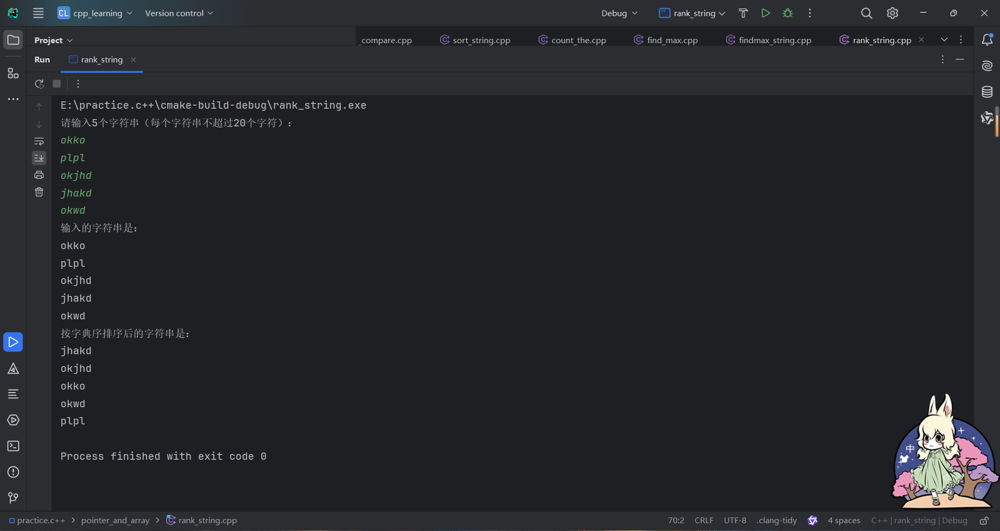 CL cpp_learning Version control Debug rank_string
Project _compare.cpp sort_string.cpp count_the.cpp find_max.cpp findmax_string.cpp rank_string.cpp
Run rank_string
E:\practice.c++\cmake-build-debug\rank_string.exe
请输入5个字符串（每个字符串不超过20个字符）：
okko
plpl
okjhd
jhakd
okwd
输入的字符串是：
okko
plpl
okjhd
jhakd
okwd
按字典序排序后的字符串是：
jhakd
okjhd
okko
okwd
plpl
Process finished with exit code 0
中
practice.c++ > pointer_and_array > rank_string.cpp 70:2 CRLF UTF-8 .clang-tidy 4 spaces C++ | rank_string | Debug